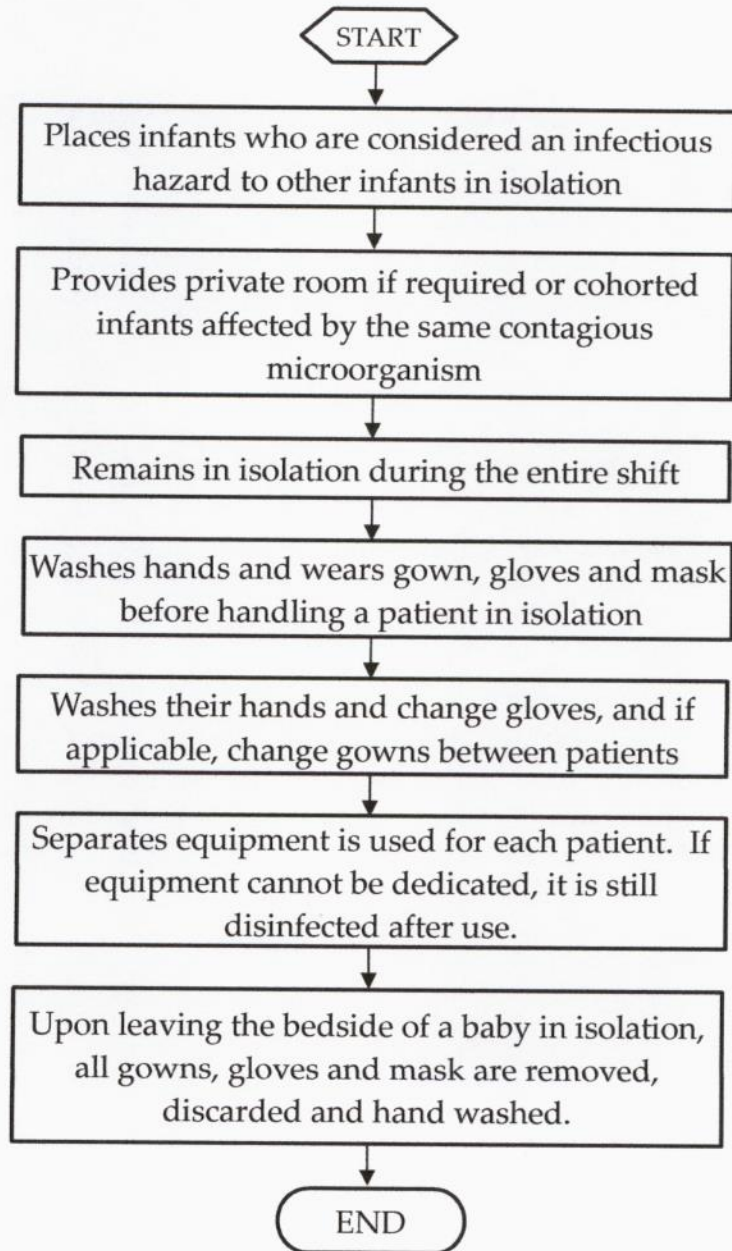 START
Places infants who are considered an infectious
hazard to other infants in isolation
Provides private room if required or cohorted
infants affected by the same contagious
microorganism
Remains in isolation during the entire shift
Washes hands and wears gown, gloves and mask
before handling a patient in isolation
Washes their hands and change gloves, and if
applicable, change gowns between patients
Separates equipment is used for each patient. If
equipment cannot be dedicated, it is still
disinfected after use.
Upon leaving the bedside of a baby in isolation,
all gowns, gloves and mask are removed,
discarded and hand washed.
END